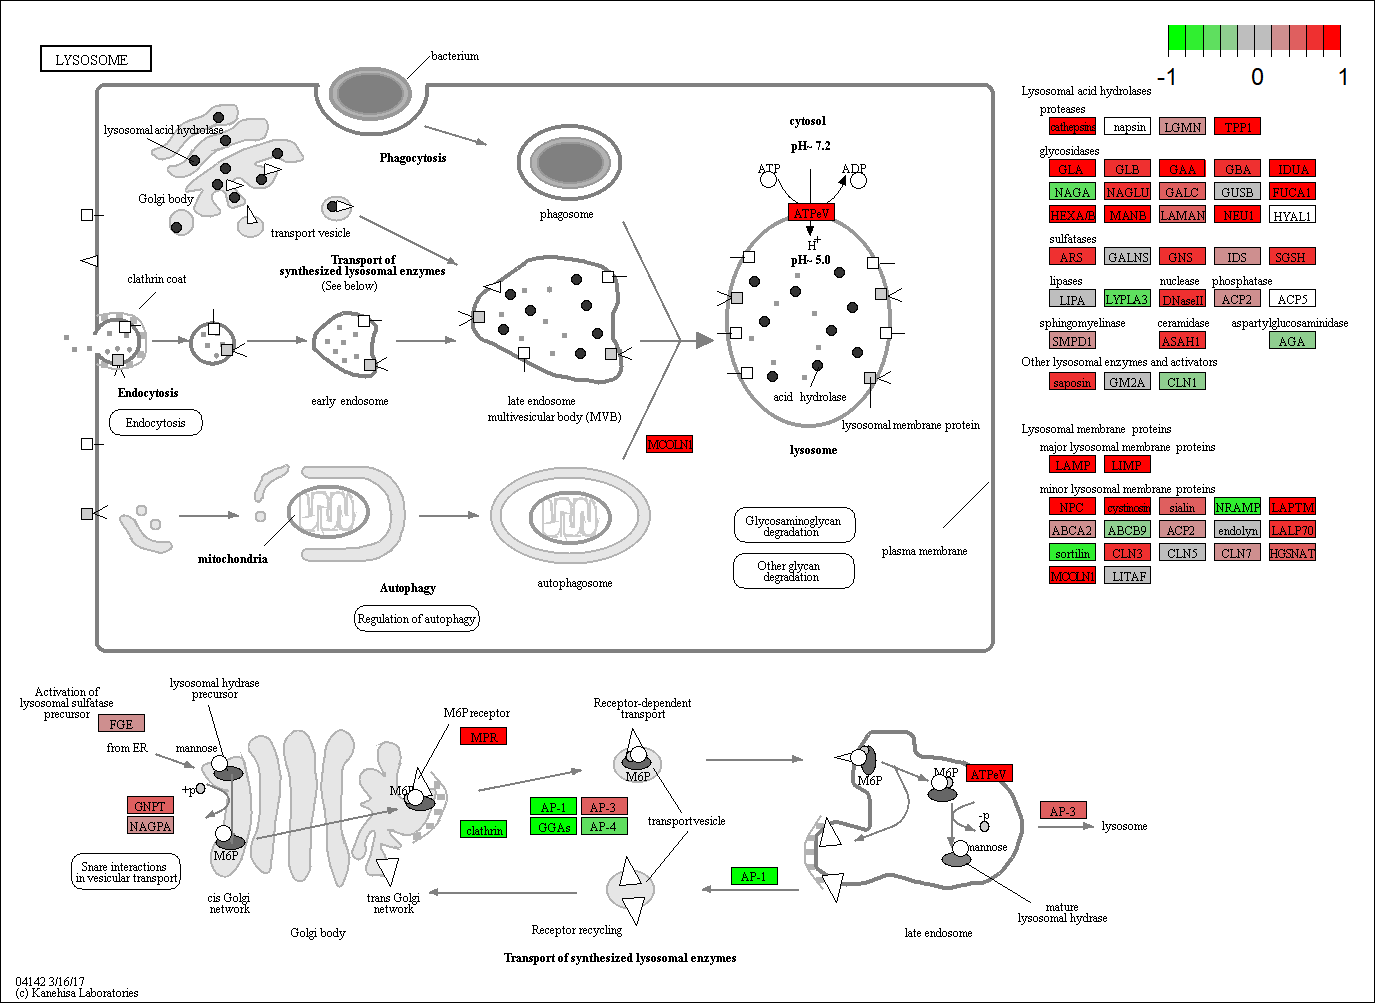 LYSOSOME
bacterium
-1 0 1
lysosomal acid hydrolase
Golgi body
transport vesicle
Phagocytosis
phagosome
Transport of
synthesized lysosomal enzymes
(See below)
clathrin coat
Endocytosis
Endocytosis
early endosome
late endosome
multivesicular body (MVB)
MCOLN1
cytosol
pH~ 7.2
ATP ADP
ATPeV
H+
pH~ 5.0
acid hydrolase
lysosomal membrane protein
lysosome
mitochondria
Autophagy
Regulation of autophagy
autophagosome
Glycosaminoglycan
degradation
Other glycan
degradation
plasma membrane
Lysosomal acid hydrolases
proteases
cathepsins napsin LGMN TPP1
glycosidases
GLA GLB GAA GBA IDUA
NAGA NAGLU GALC GUSB FUCA1
HEXA/B MANB LAMAN NEU1 HYAL1
sulfatases
ARS GALNS GNS IDS SGSH
lipases nuclease phosphatase
LIPA LYPLA3 DNaseII ACP2 ACP5
sphingomyelinase ceramidase aspartylglucosaminidase
SMPD1 ASAH1 AGA
Other lysosomal enzymes and activators
saposin GM2A CLN1
Lysosomal membrane proteins
major lysosomal membrane proteins
LAMP LIMP
minor lysosomal membrane proteins
NPC cystinosin sialin NRAMP LAPTM
ABCA2 ABCB9 ACP2 endolyn LALP70
sortilin CLN3 CLN5 CLN7 HGSNAT
MCOLN1 LITAF
Activation of
lysosomal sulfatase
precursor
FGE
from ER
lysosomal hydrase
precursor
mannose
+p
GNPT
NAGPA
M6P
Snare interactions
in vesicular transport
cis Golgi
network
Golgi body
trans Golgi
network
M6P receptor
MPR
M6P
clathrin
AP-1 AP-3
GGAs AP-4
Receptor-dependent
transport
M6P
transport vesicle
Receptor recycling
AP-1
M6P
M6P
ATPeV
-p
mannose
AP-3
lysosome
mature
lysosomal hydrase
late endosome
Transport of synthesized lysosomal enzymes
04142 3/16/17
(c) Kanehisa Laboratories